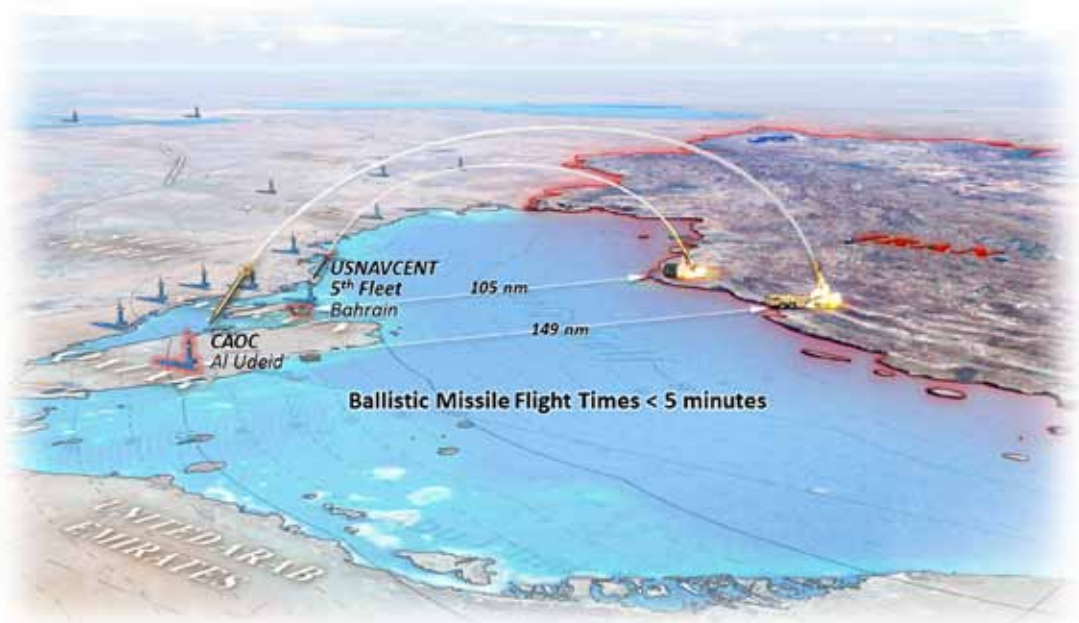 USNAVCENT
5th Fleet
Bahrain
105 nm
CAOC
Al Udeid
149 nm
Ballistic Missile Flight Times < 5 minutes
UNITED ARAB
EMIRATES